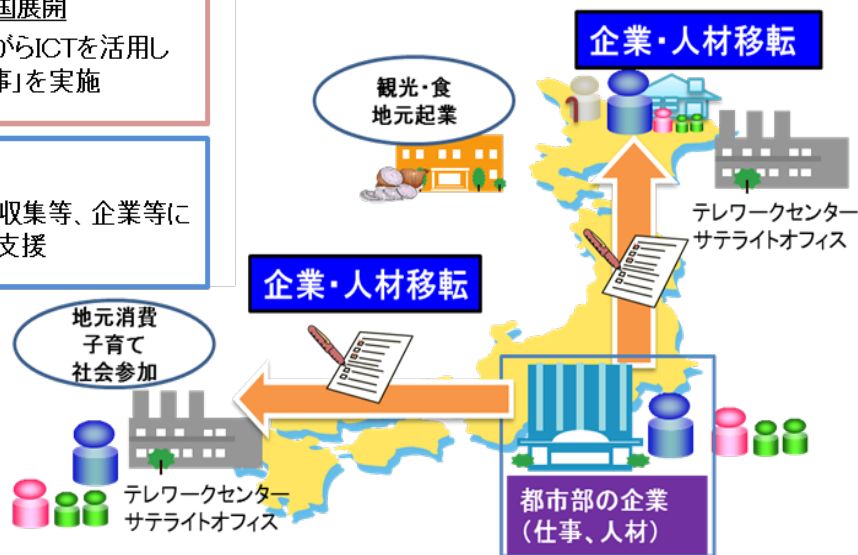 国展開
がらICTを活用し
事」を実施
収集等、企業等に
支援
企業・人材移転
観光・食
地元起業
テレワークセンター
サテライトオフィス
企業・人材移転
地元消費
子育て
社会参加
テレワークセンター
サテライトオフィス
都市部の企業
（仕事、人材）